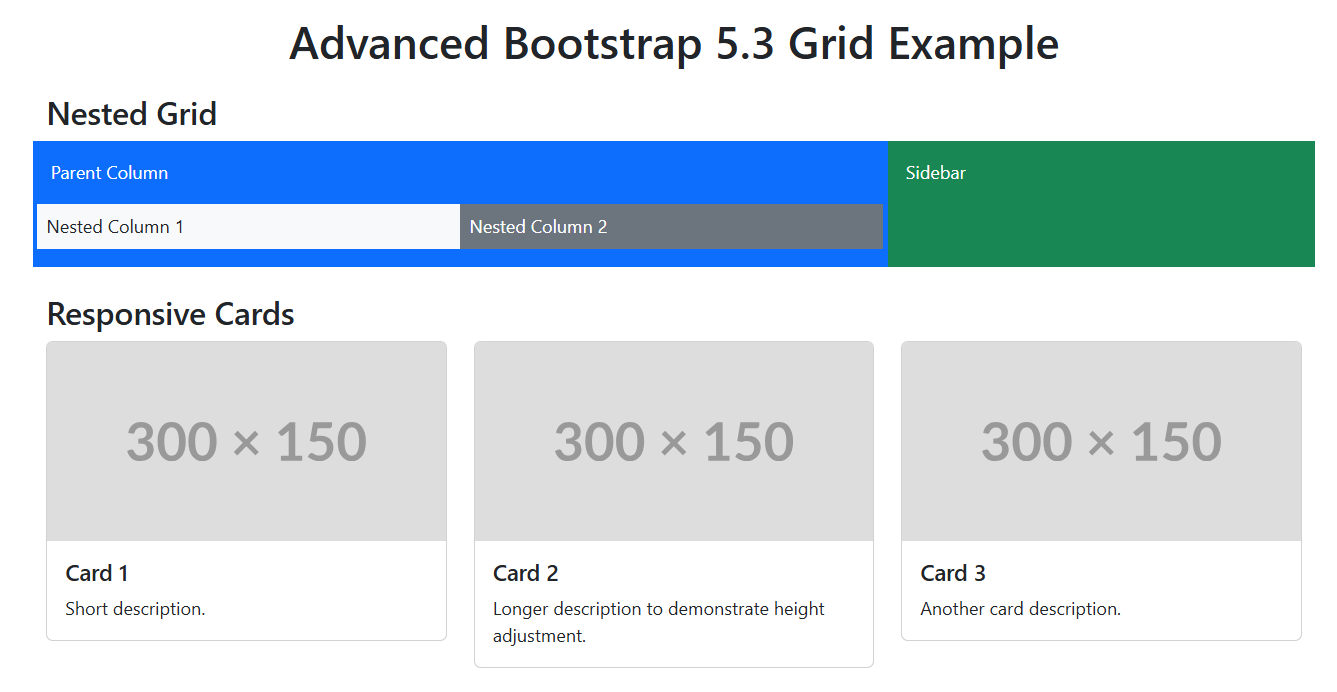 Advanced Bootstrap 5.3 Grid Example
Nested Grid
Parent Column
Sidebar
Nested Column 1
Nested Column 2
Responsive Cards
300 × 150
300 × 150
300 × 150
Card 1
Short description.
Card 2
Longer description to demonstrate height
adjustment.
Card 3
Another card description.